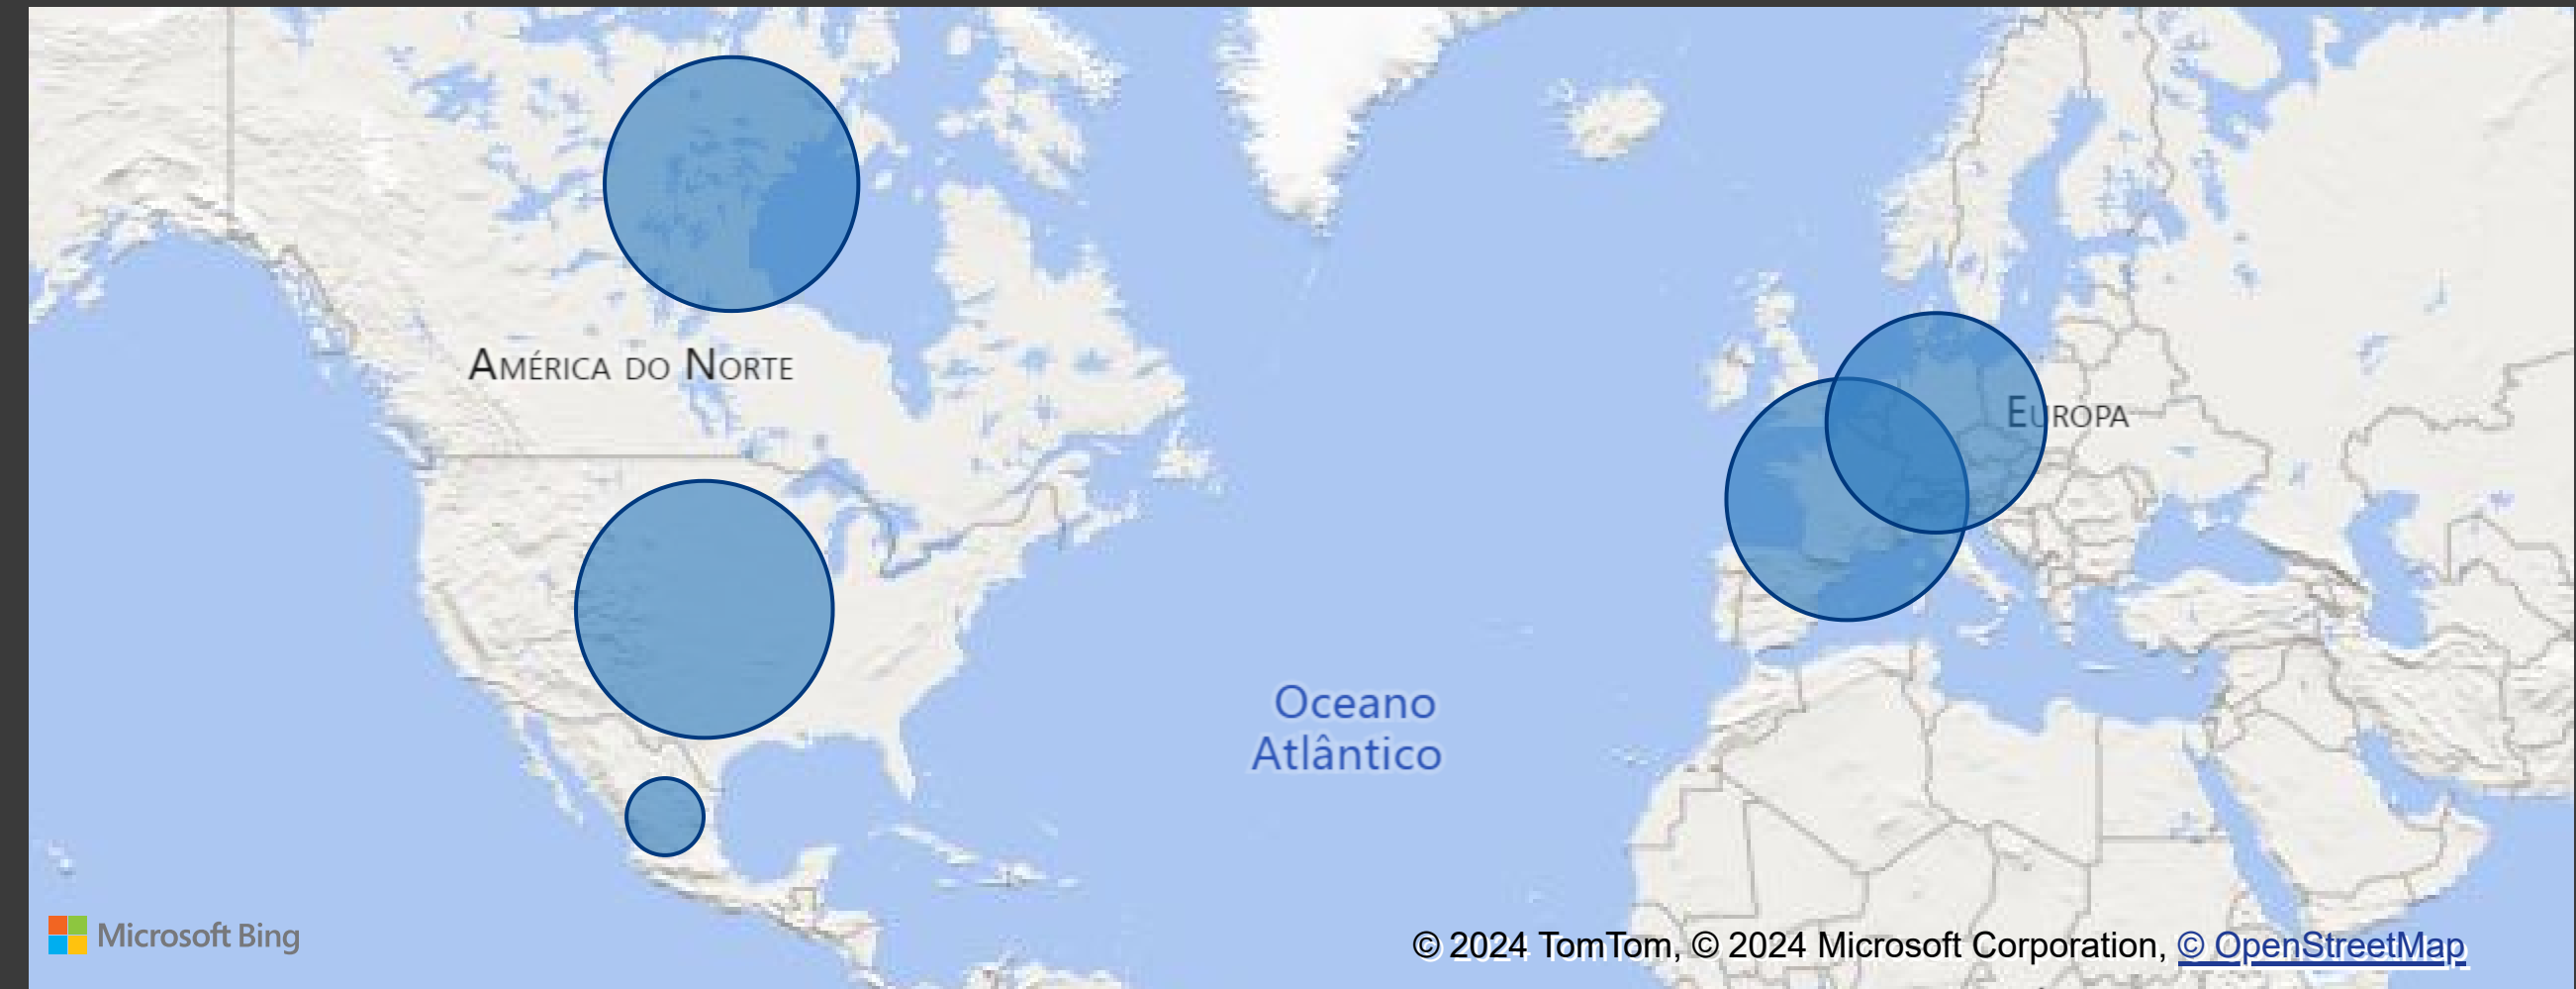 América do Norte
Europa
Oceano
Atlântico
Microsoft Bing
© 2024 TomTom, © 2024 Microsoft Corporation, © OpenStreetMap